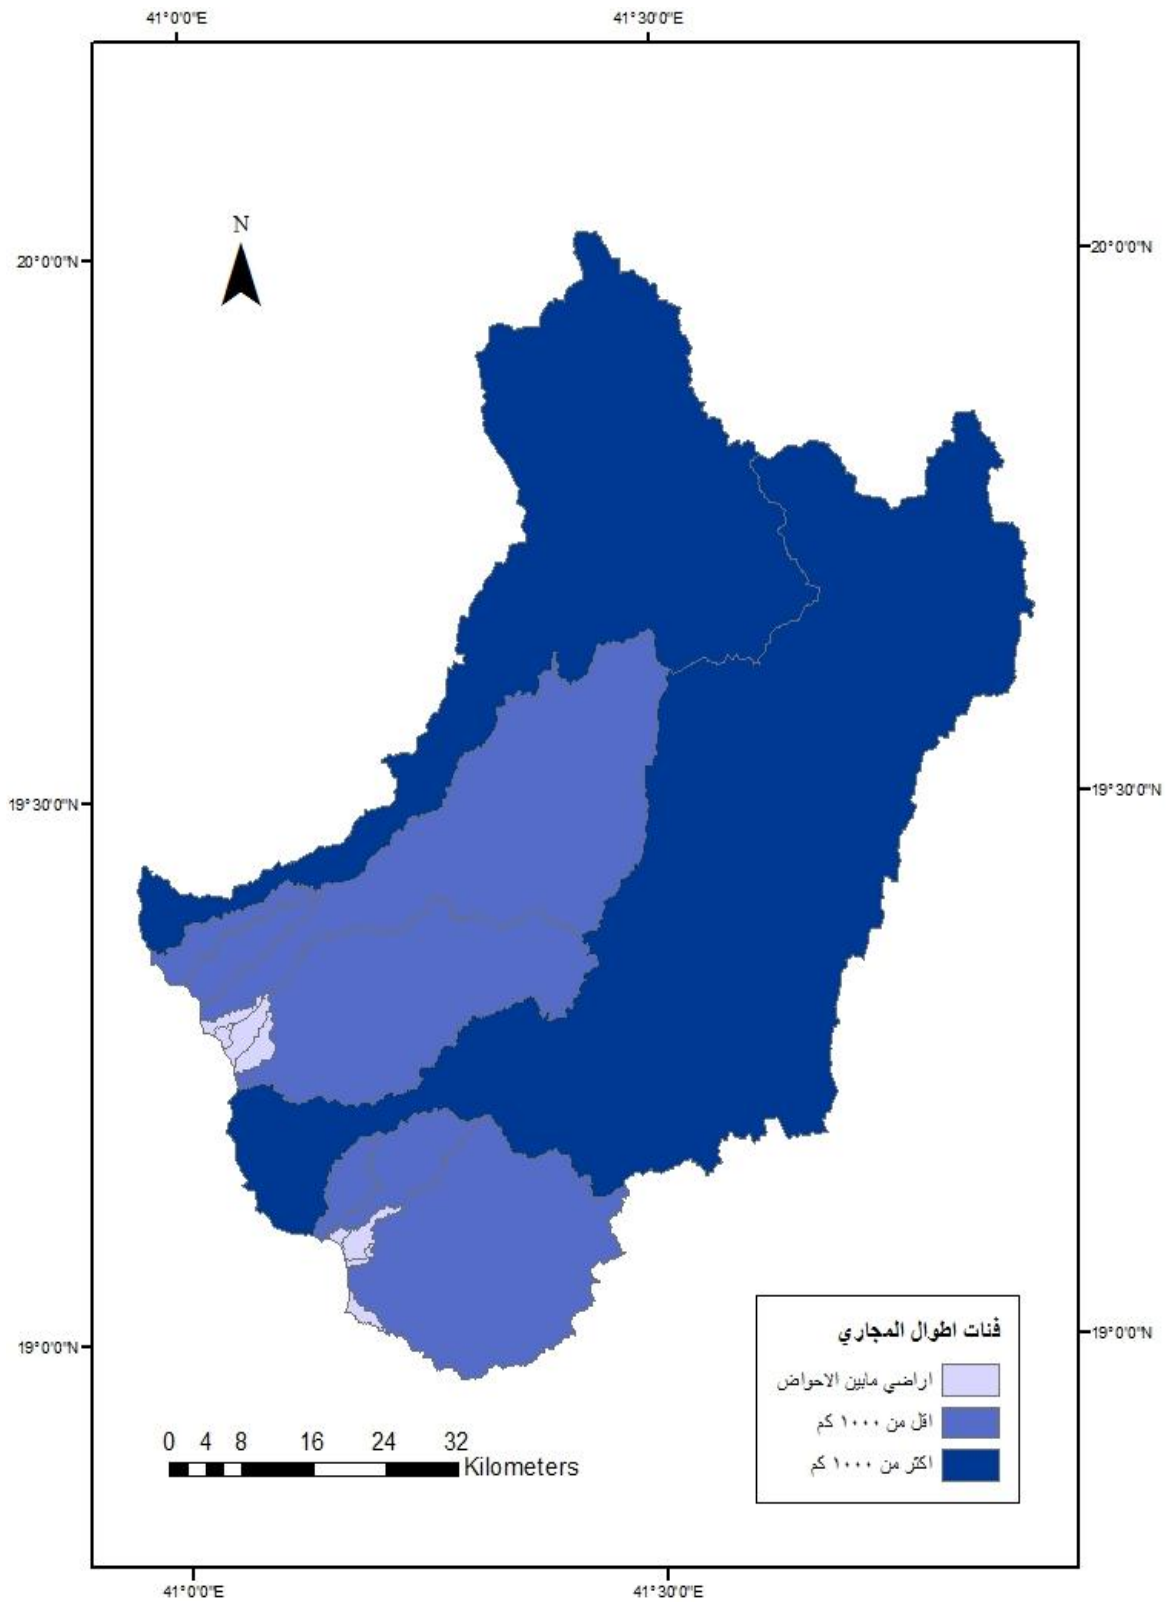 41°0'0"E 41°30'0"E
N
20°0'0"N 20°0'0"N
19°30'0"N 19°30'0"N
19°0'0"N 19°0'0"N
فئات اطوال المجاري
اراضي مابين الاحواض
اقل من ١٠٠٠ كم
اكثر من ١٠٠٠ كم
0 4 8 16 24 32
Kilometers
41°0'0"E 41°30'0"E